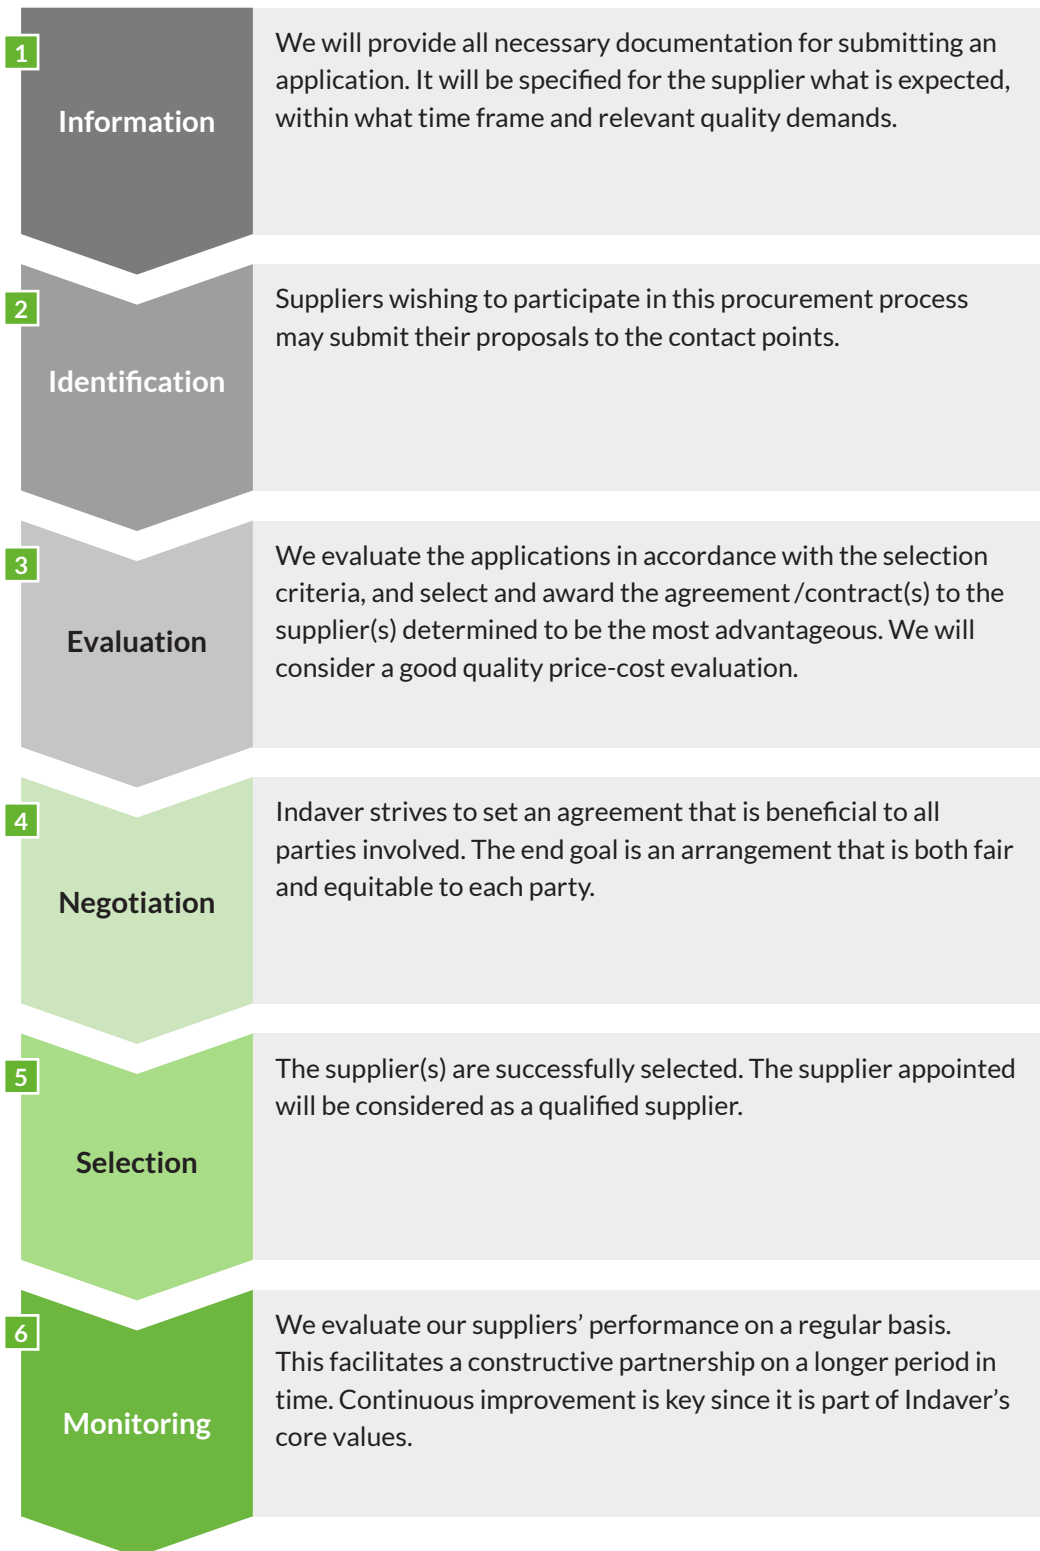 1
Information
We will provide all necessary documentation for submitting an
application. It will be specified for the supplier what is expected,
within what time frame and relevant quality demands.
2
Identification
Suppliers wishing to participate in this procurement process
may submit their proposals to the contact points.
3
Evaluation
We evaluate the applications in accordance with the selection
criteria, and select and award the agreement/contract(s) to the
supplier(s) determined to be the most advantageous. We will
consider a good quality price-cost evaluation.
4
Negotiation
Indaver strives to set an agreement that is beneficial to all
parties involved. The end goal is an arrangement that is both fair
and equitable to each party.
5
Selection
The supplier(s) are successfully selected. The supplier appointed
will be considered as a qualified supplier.
6
Monitoring
We evaluate our suppliers’ performance on a regular basis.
This facilitates a constructive partnership on a longer period in
time. Continuous improvement is key since it is part of Indaver’s
core values.